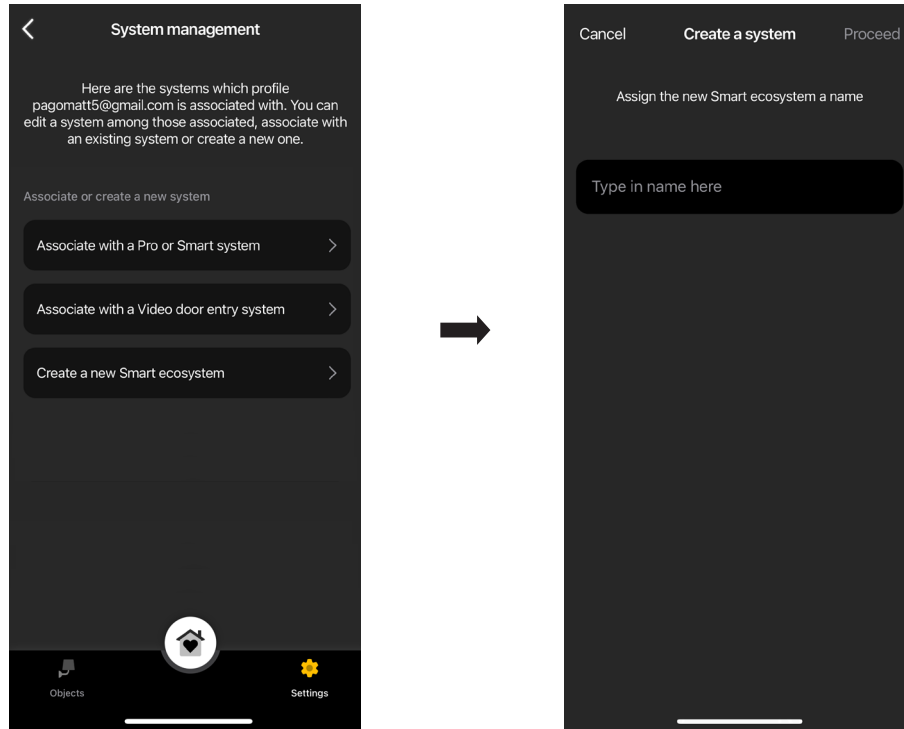 System management
Here are the systems which profile
pagomatt5@gmail.com is associated with. You can
edit a system among those associated, associate with
an existing system or create a new one.
Associate or create a new system
Associate with a Pro or Smart system
Associate with a Video door entry system
Create a new Smart ecosystem
Objects
Settings
Cancel
Create a system
Proceed
Assign the new Smart ecosystem a name
Type in name here